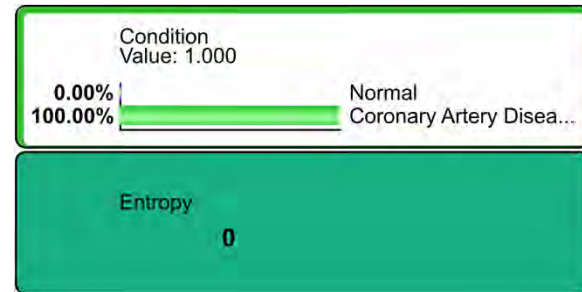 Condition
Value: 1.000
0.00% Normal
100.00% Coronary Artery Disea...
Entropy
0